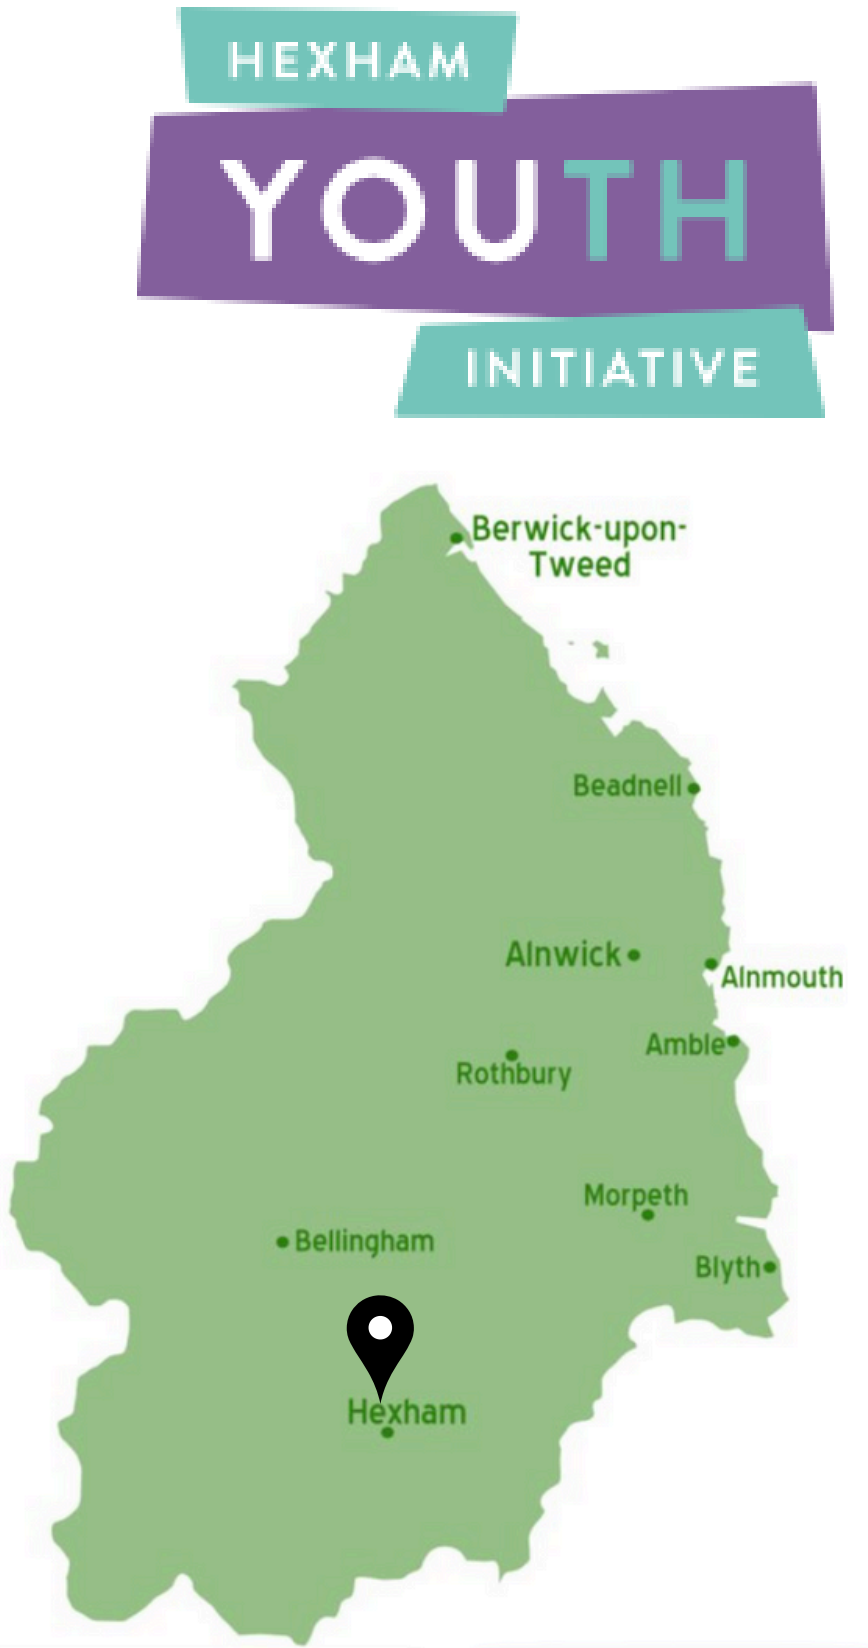 HEXHAM
YOUTH
INITIATIVE
Berwick-upon-
Tweed
Beadnell
Alnwick
Alnmouth
Amble
Rothbury
Morpeth
Bellingham
Blyth
Hexham